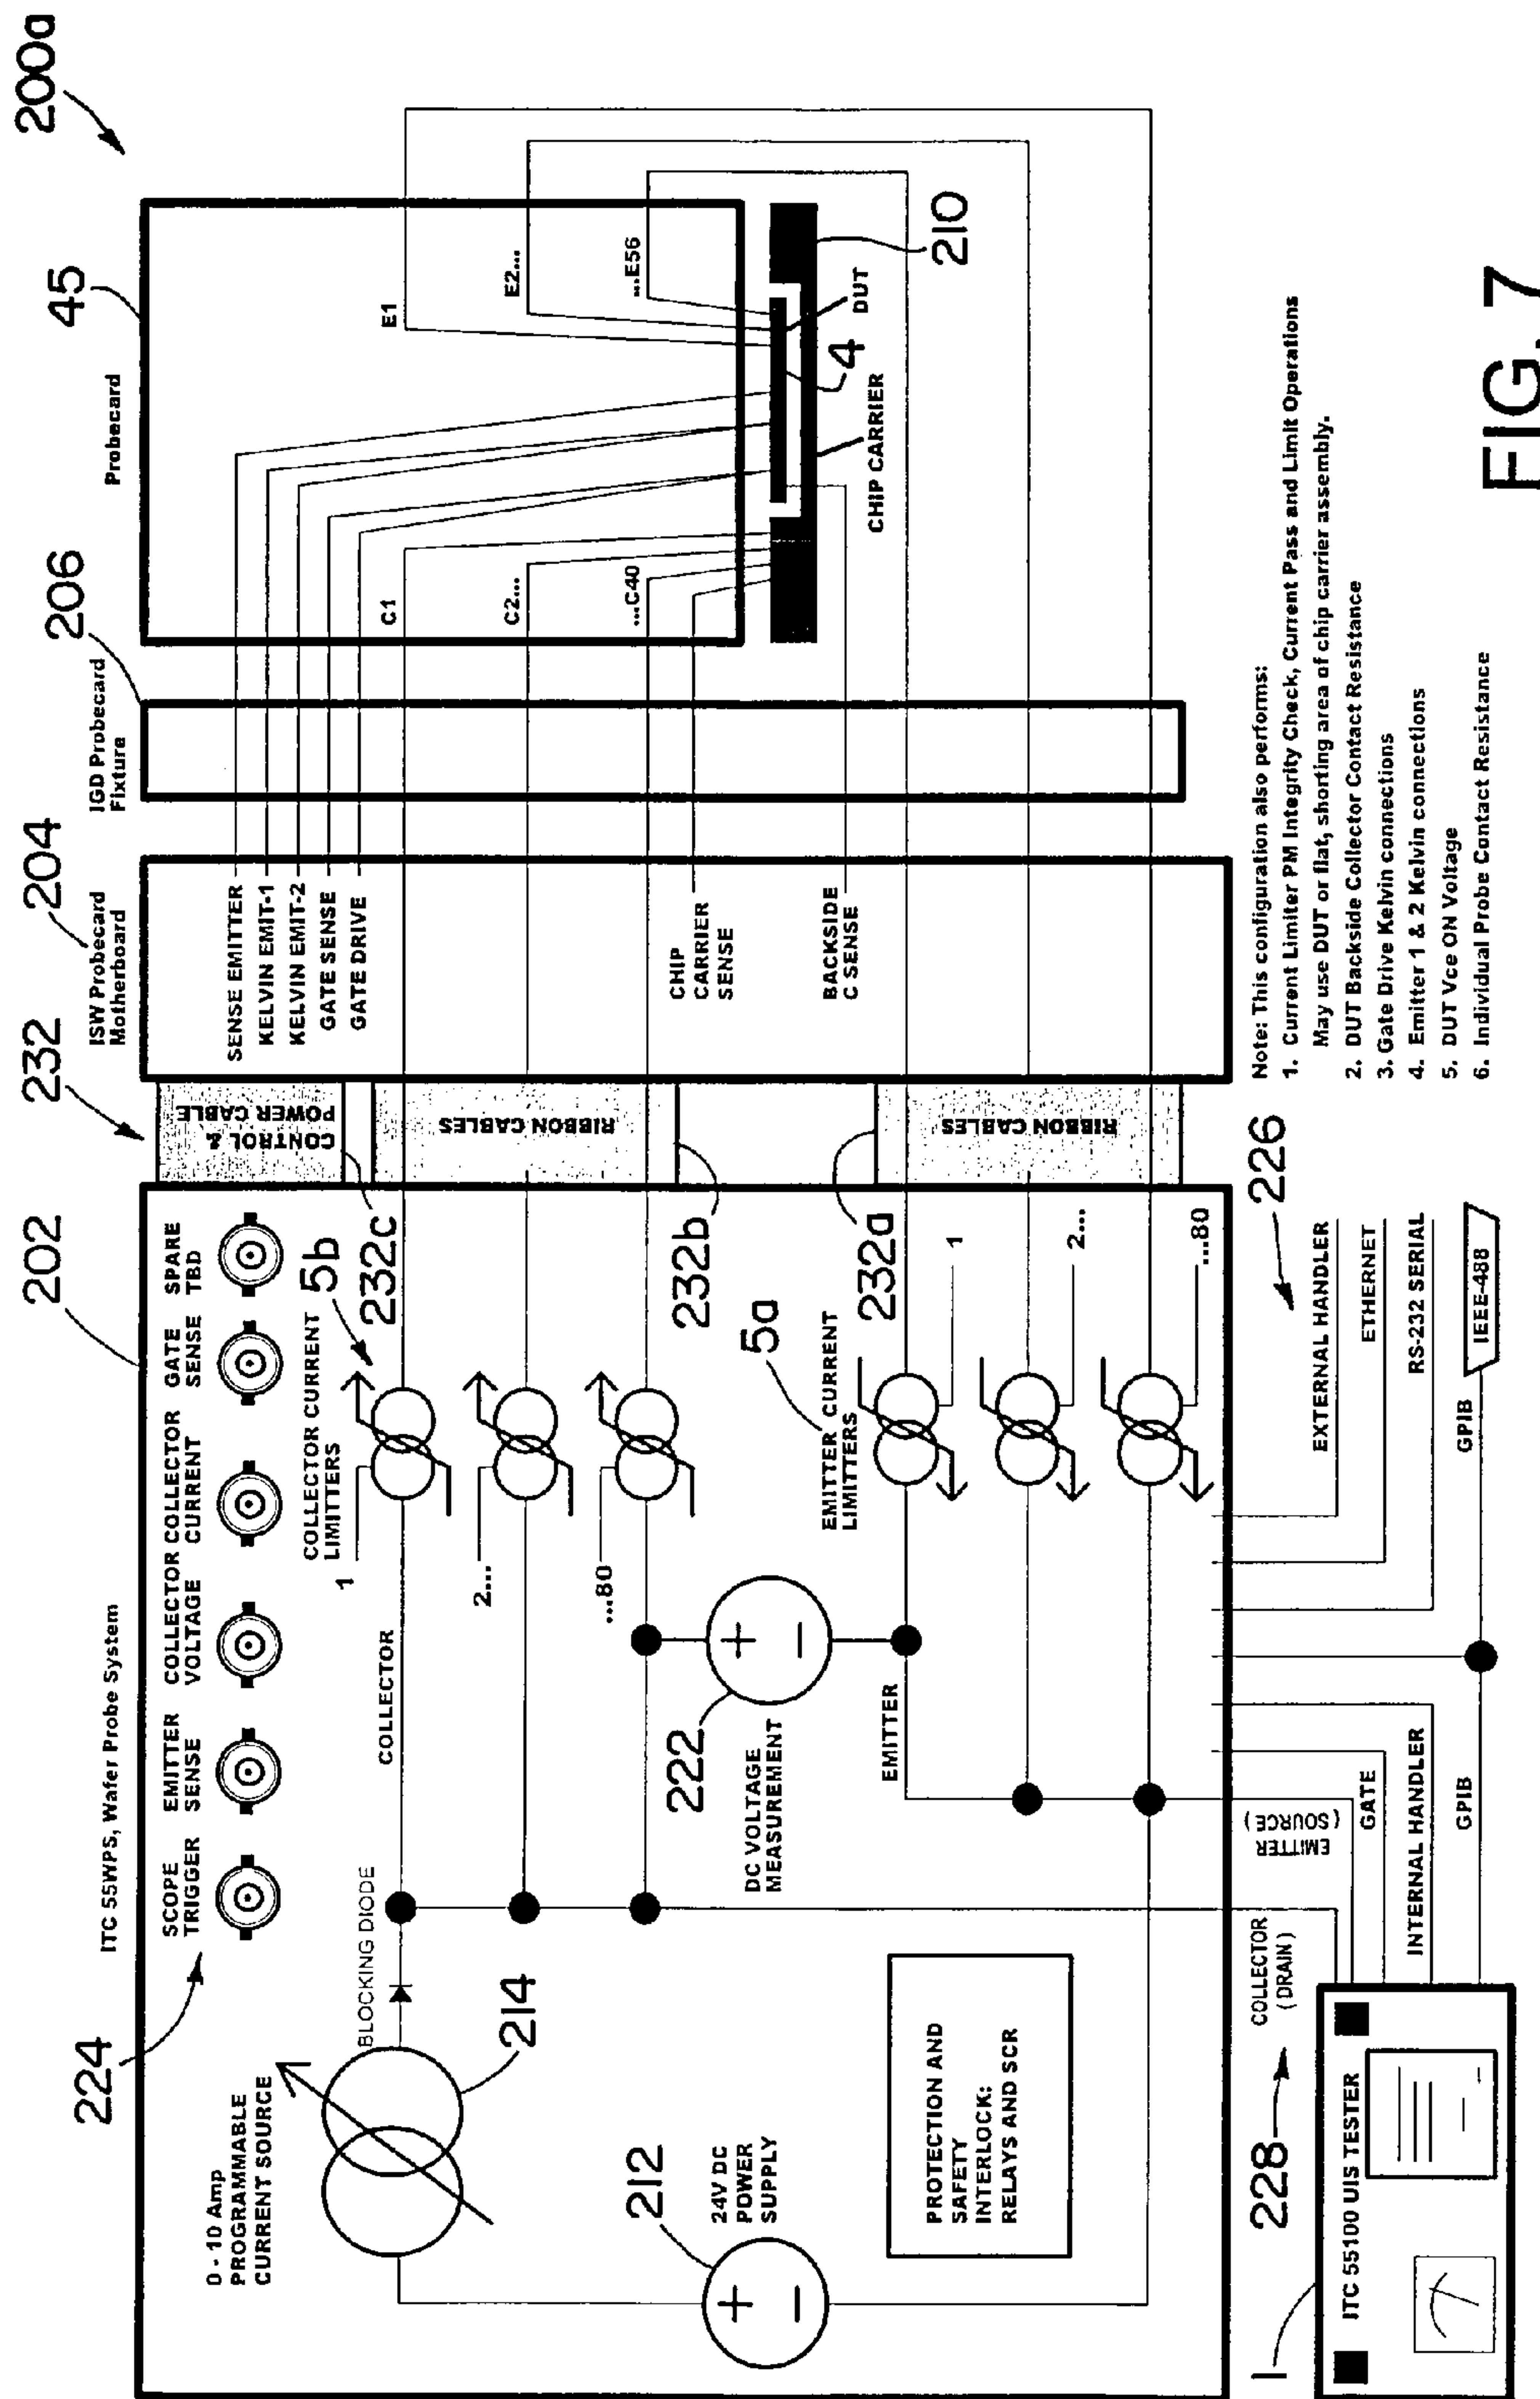 200a
ITC 55WPS, Wafer Probe System
202
232
ISW Probecard
Motherboard
204
IGD Probecard
Fixture
206
Probecard
45
224
SCOPE
TRIGGER
EMITTER
SENSE
COLLECTOR
VOLTAGE
COLLECTOR
CURRENT
GATE
SENSE
SPARE
TBD
CONTROL &
POWER CABLE
232c
SENSE EMITTER
KELVIN EMIT-1
KELVIN EMIT-2
GATE SENSE
GATE DRIVE
0 - 10 Amp
PROGRAMMABLE
CURRENT SOURCE
214
BLOCKING DIODE
COLLECTOR
COLLECTOR CURRENT
LIMITTERS
5b
1
2...
...80
RIBBON CABLES
232b
C1
C2...
...C40
E1
E2...
...E56
CHIP
CARRIER
SENSE
BACKSIDE
C SENSE
4
DUT
CHIP CARRIER
210
212
24V DC
POWER
SUPPLY
+
–
222
DC VOLTAGE
MEASUREMENT
+
–
EMITTER
EMITTER CURRENT
LIMITTERS
5a
1
2...
...80
232a
RIBBON CABLES
PROTECTION AND
SAFETY
INTERLOCK:
RELAYS AND SCR
1
228
COLLECTOR
(DRAIN)
EMITTER
(SOURCE)
GATE
INTERNAL HANDLER
GPIB
ITC 55100 UIS TESTER
226
EXTERNAL HANDLER
ETHERNET
RS-232 SERIAL
GPIB
IEEE-488
Note: This configuration also performs:
1. Current Limiter PM Integrity Check, Current Pass and Limit Operations
May use DUT or flat, shorting area of chip carrier assembly.
2. DUT Backside Collector Contact Resistance
3. Gate Drive Kelvin connections
4. Emitter 1 & 2 Kelvin connections
5. DUT Vce ON Voltage
6. Individual Probe Contact Resistance
FIG. 7